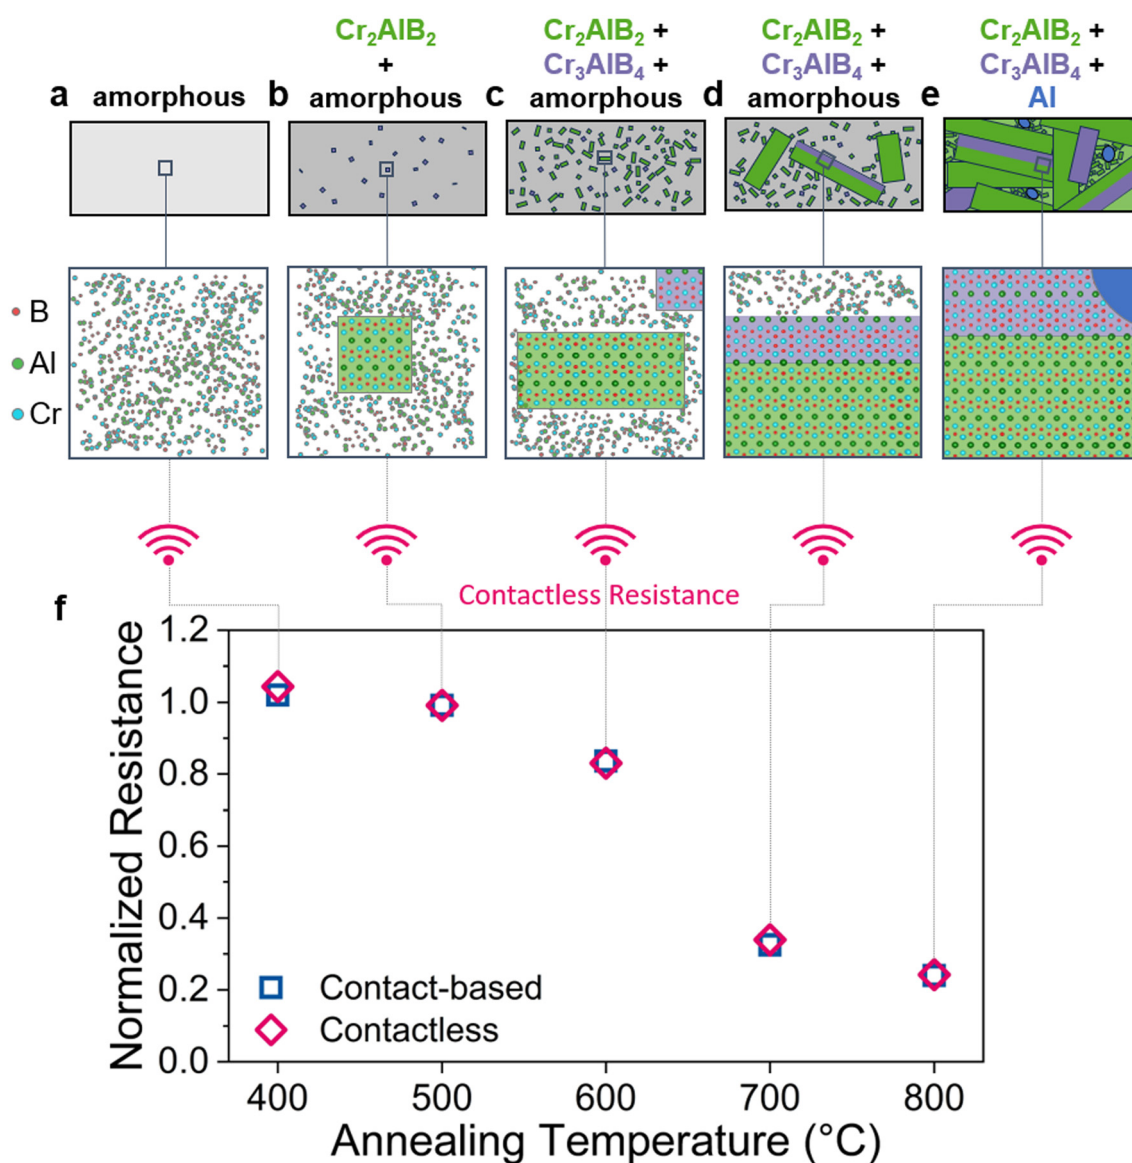 Cr₂AlB₂
+
amorphous
Cr₂AlB₂ +
Cr₃AlB₄ +
amorphous
Cr₂AlB₂ +
Cr₃AlB₄ +
amorphous
Cr₂AlB₂ +
Cr₃AlB₄ +
Al
a
amorphous
b
c
d
e
B
Al
Cr
Contactless Resistance
f
Normalized Resistance
1.2
1.0
0.8
0.6
0.4
0.2
0.0
Contact-based
Contactless
400 500 600 700 800
Annealing Temperature (°C)